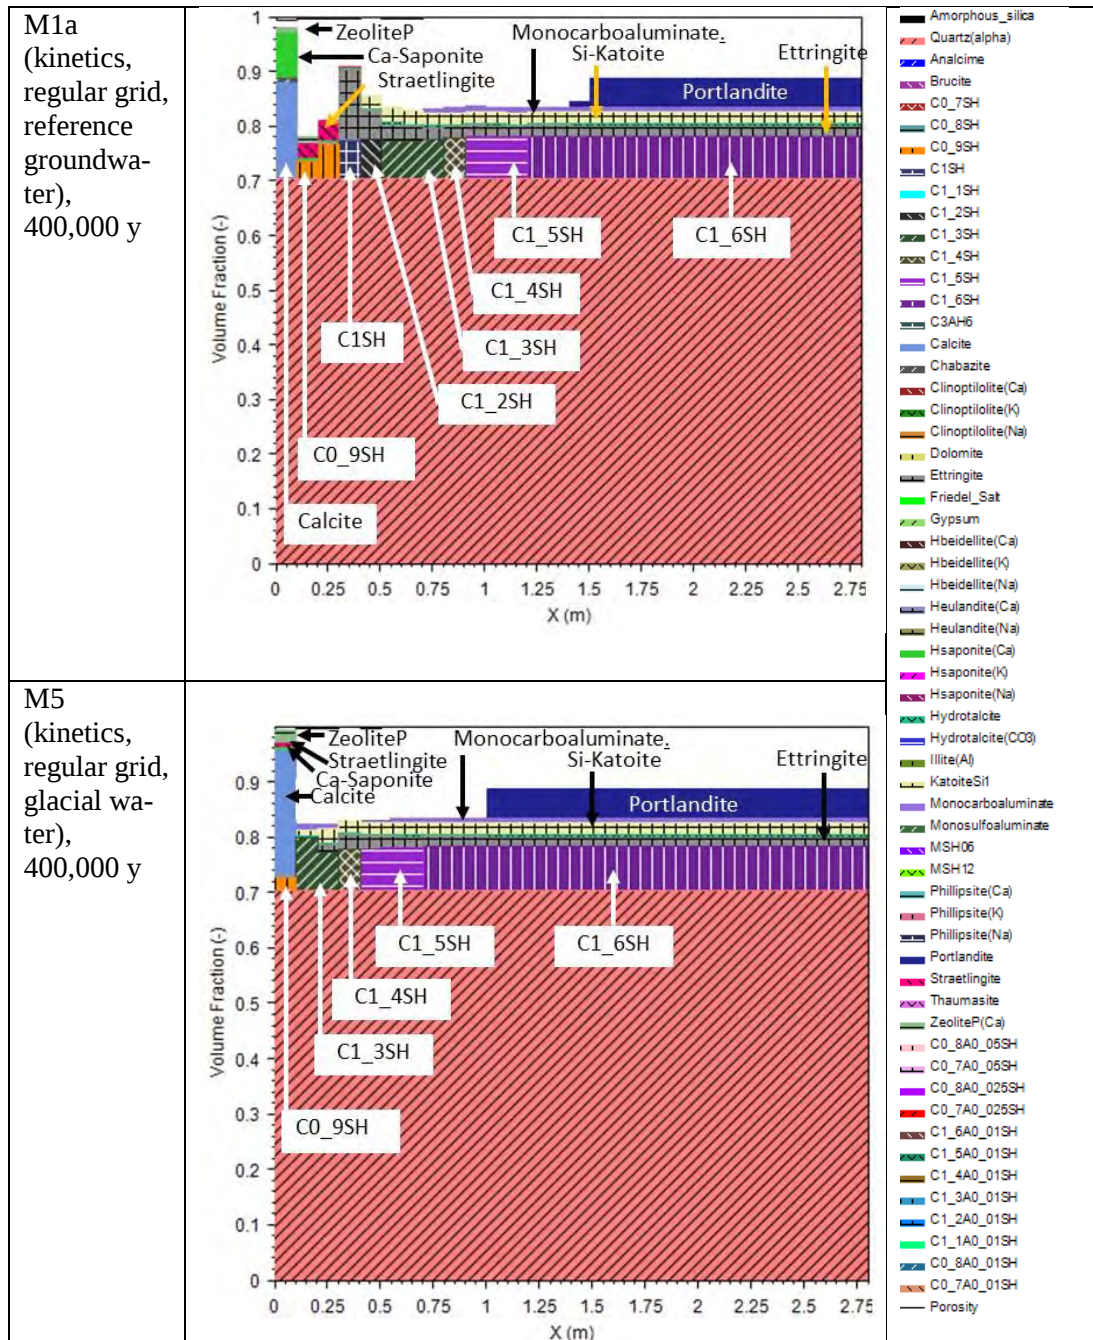 M1a
(kinetics,
regular grid,
reference
groundwa-
ter),
400,000 y
1
0.9
0.8
0.7
0.6
0.5
0.4
0.3
0.2
0.1
0
Volume Fraction (-)
ZeoliteP
Ca-Saponite
Straetlingite
Monocarboaluminate.
Si-Katoite
Ettringite
Portlandite
C1_5SH
C1_6SH
C1_4SH
C1SH
C1_3SH
C1_2SH
C0_9SH
Calcite
0 0.25 0.5 0.75 1 1.25 1.5 1.75 2 2.25 2.5 2.75
X (m)
M5
(kinetics,
regular grid,
glacial wa-
ter),
400,000 y
0.9
0.8
0.7
0.6
0.5
0.4
0.3
0.2
0.1
0
Volume Fraction (-)
ZeoliteP
Straetlingite
Ca-Saponite
Calcite
Monocarboaluminate.
Si-Katoite
Ettringite
Portlandite
C1_5SH
C1_6SH
C1_4SH
C1_3SH
C0_9SH
0 0.25 0.5 0.75 1 1.25 1.5 1.75 2 2.25 2.5 2.75
X (m)
Amorphous_silica
Quartz(alpha)
Analcime
Brucite
C0_7SH
C0_8SH
C0_9SH
C1SH
C1_1SH
C1_2SH
C1_3SH
C1_4SH
C1_5SH
C1_6SH
C3AH6
Calcite
Chabazite
Clinoptilolite(Ca)
Clinoptilolite(K)
Clinoptilolite(Na)
Dolomite
Ettringite
Friedel_Salt
Gypsum
Hbeidellite(Ca)
Hbeidellite(K)
Hbeidellite(Na)
Heulandite(Ca)
Heulandite(Na)
Hsaponite(Ca)
Hsaponite(K)
Hsaponite(Na)
Hydrotalcite
Hydrotalcite(CO3)
Illite(Al)
KatoiteSi1
Monocarboaluminate
Monosulfoaluminate
MSH06
MSH12
Phillipsite(Ca)
Phillipsite(K)
Phillipsite(Na)
Portlandite
Straetlingite
Thaumasite
ZeoliteP(Ca)
C0_8A0_05SH
C0_7A0_05SH
C0_8A0_025SH
C0_7A0_025SH
C1_6A0_01SH
C1_5A0_01SH
C1_4A0_01SH
C1_3A0_01SH
C1_2A0_01SH
C1_1A0_01SH
C0_8A0_01SH
C0_7A0_01SH
Porosity